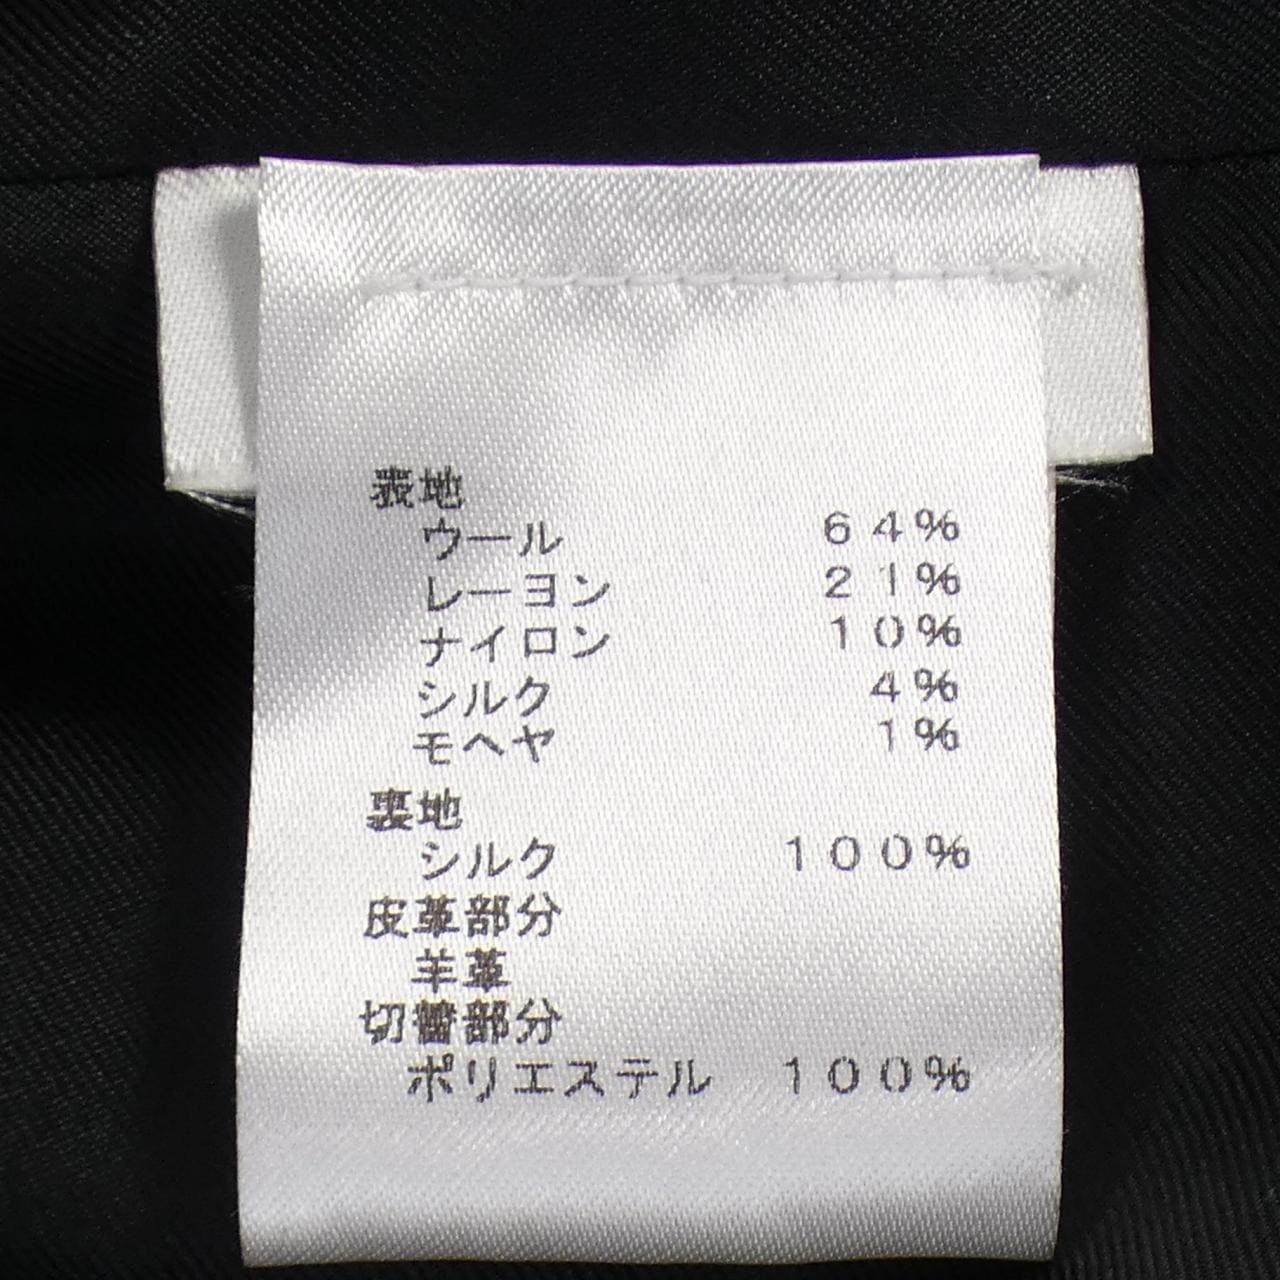 表地
ウール 64%
レーヨン 21%
ナイロン 10%
シルク 4%
モヘヤ 1%
裏地
シルク 100%
皮革部分
羊革
切替部分
ポリエステル 100%